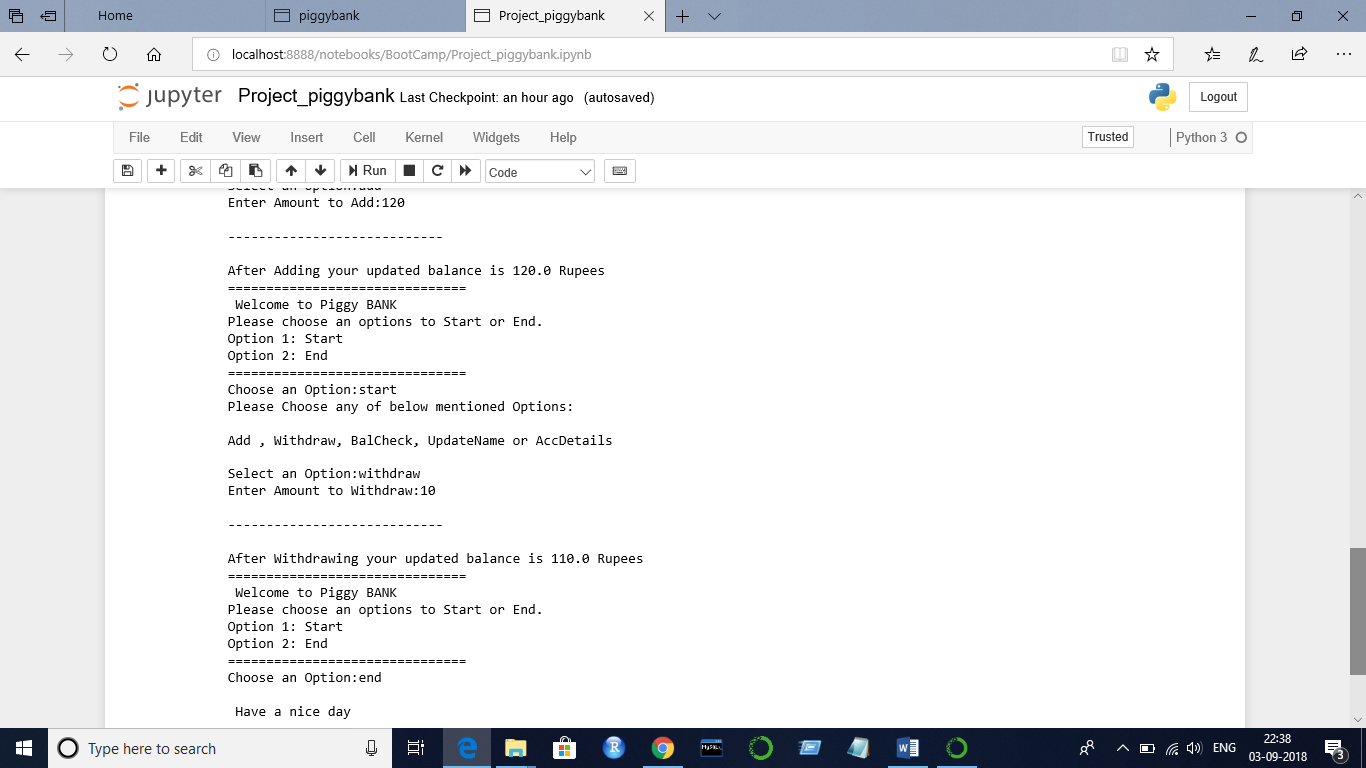 Home
piggybank
Project_piggybank
localhost:8888/notebooks/BootCamp/Project_piggybank.ipynb
jupyter Project_piggybank Last Checkpoint: an hour ago (autosaved)
Logout
File Edit View Insert Cell Kernel Widgets Help
Trusted
Python 3
Run
Code
Select an Option:add
Enter Amount to Add:120
----------------------------
After Adding your updated balance is 120.0 Rupees
===============================
Welcome to Piggy BANK
Please choose an options to Start or End.
Option 1: Start
Option 2: End
===============================
Choose an Option:start
Please Choose any of below mentioned Options:
Add , Withdraw, BalCheck, UpdateName or AccDetails
Select an Option:withdraw
Enter Amount to Withdraw:10
----------------------------
After Withdrawing your updated balance is 110.0 Rupees
===============================
Welcome to Piggy BANK
Please choose an options to Start or End.
Option 1: Start
Option 2: End
===============================
Choose an Option:end
Have a nice day
Type here to search
R
MySQL
W
ENG
22:38
03-09-2018
3